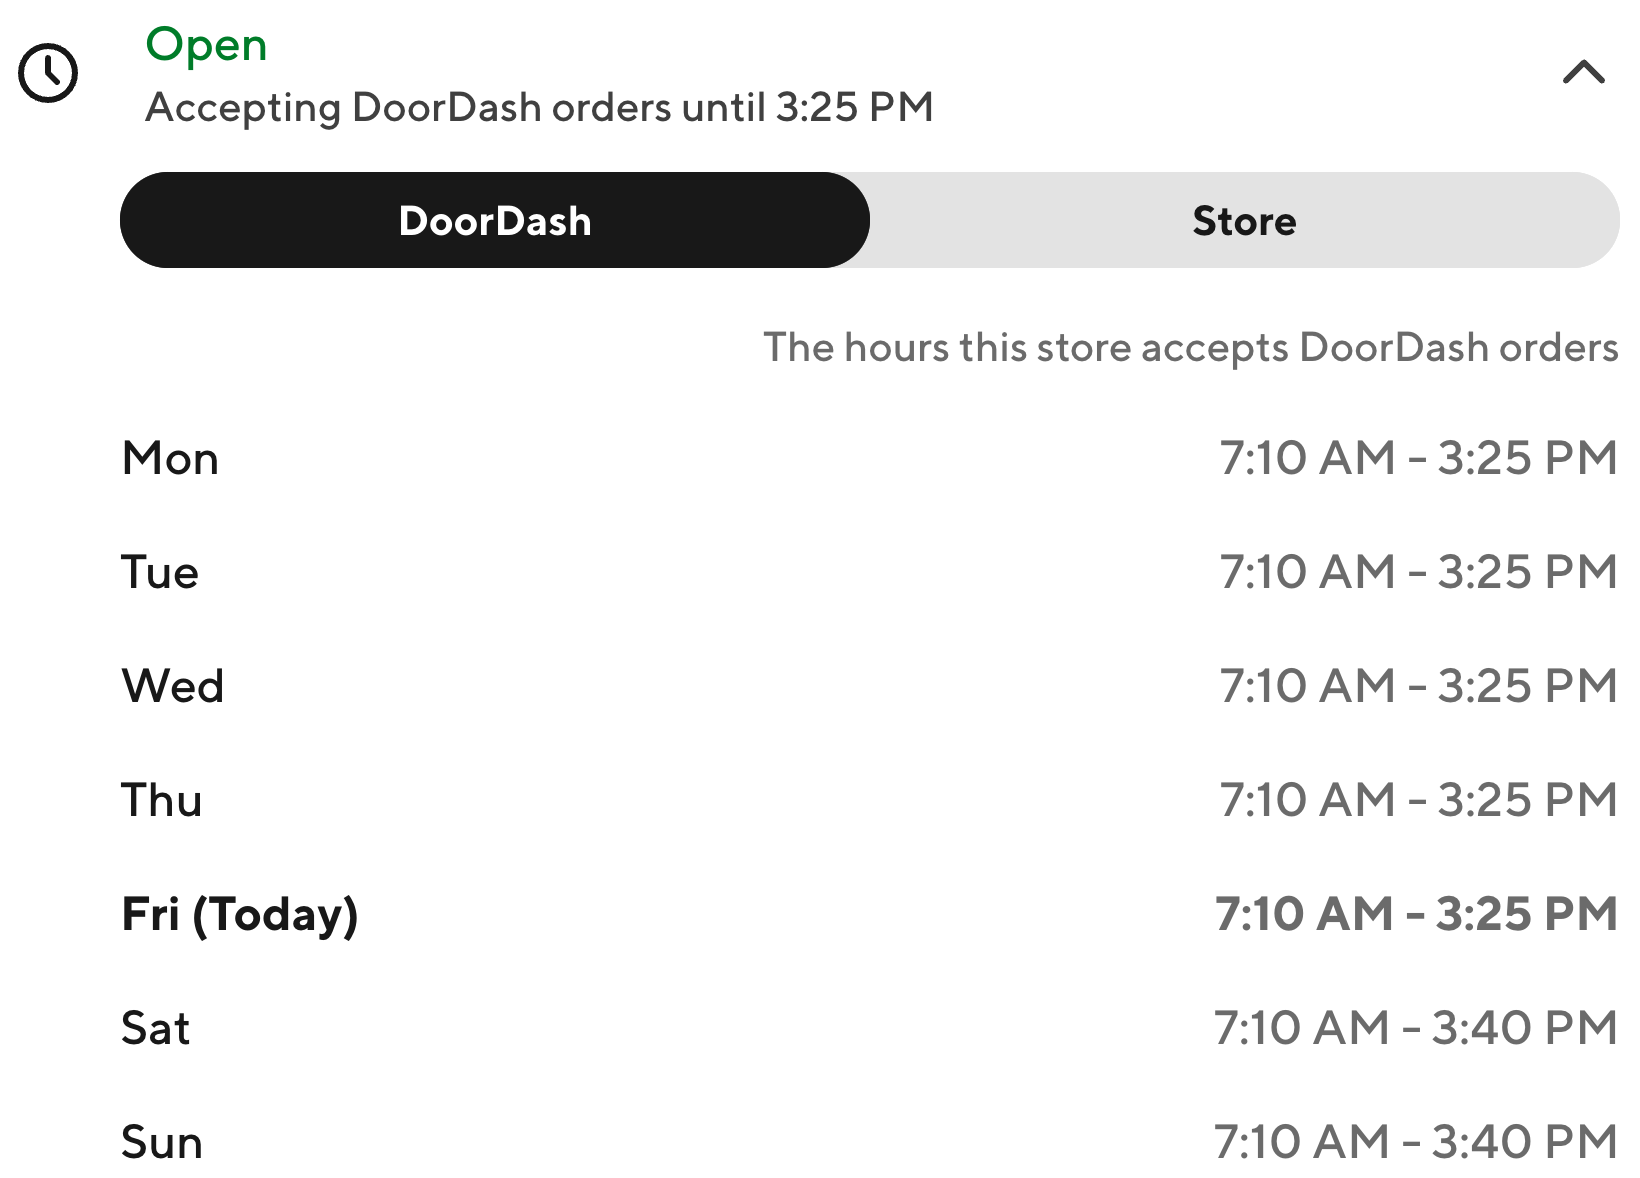 Open
Accepting DoorDash orders until 3:25 PM
DoorDash Store
The hours this store accepts DoorDash orders
Mon 7:10 AM - 3:25 PM
Tue 7:10 AM - 3:25 PM
Wed 7:10 AM - 3:25 PM
Thu 7:10 AM - 3:25 PM
Fri (Today) 7:10 AM - 3:25 PM
Sat 7:10 AM - 3:40 PM
Sun 7:10 AM - 3:40 PM